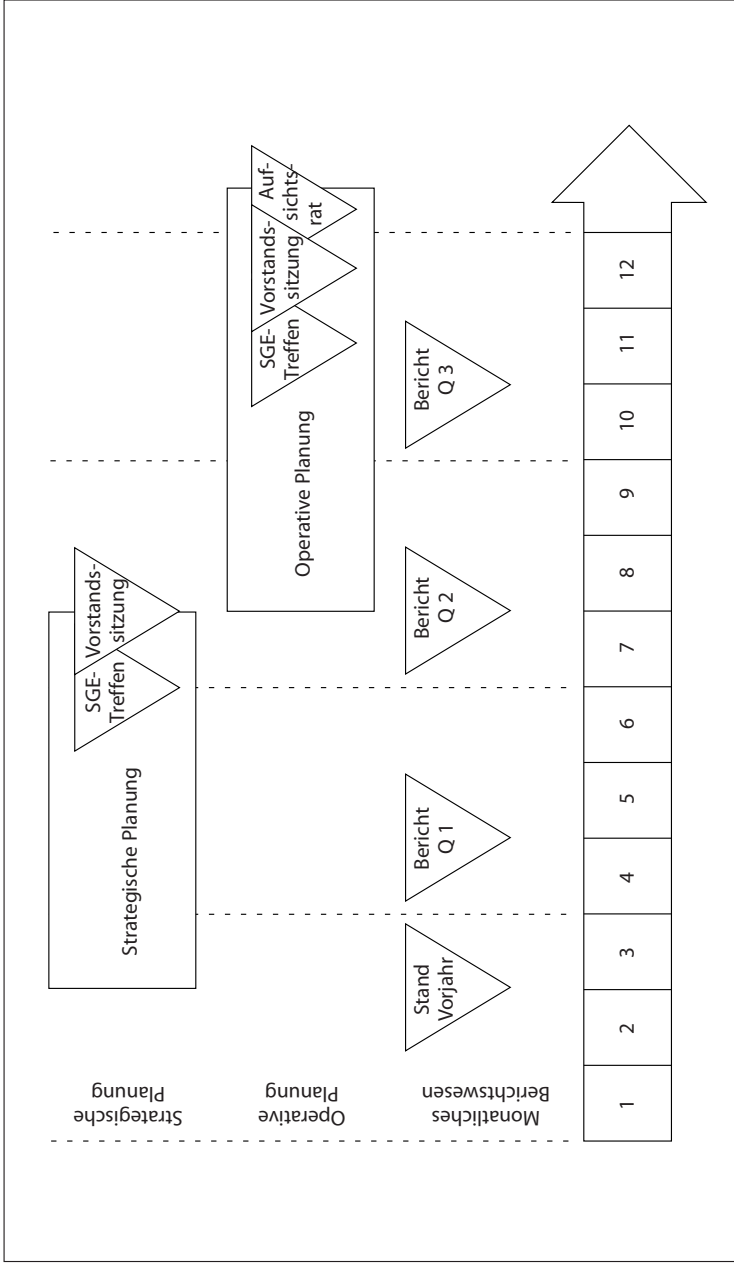 Strategische
Planung
Strategische Planung
SGE-
Treffen
Vorstands-
sitzung
Operative
Planung
Operative Planung
SGE-
Treffen
Vorstands-
sitzung
Auf-
sichts-
rat
Monatliches
Berichtswesen
Stand
Vorjahr
Bericht
Q 1
Bericht
Q 2
Bericht
Q 3
1
2
3
4
5
6
7
8
9
10
11
12